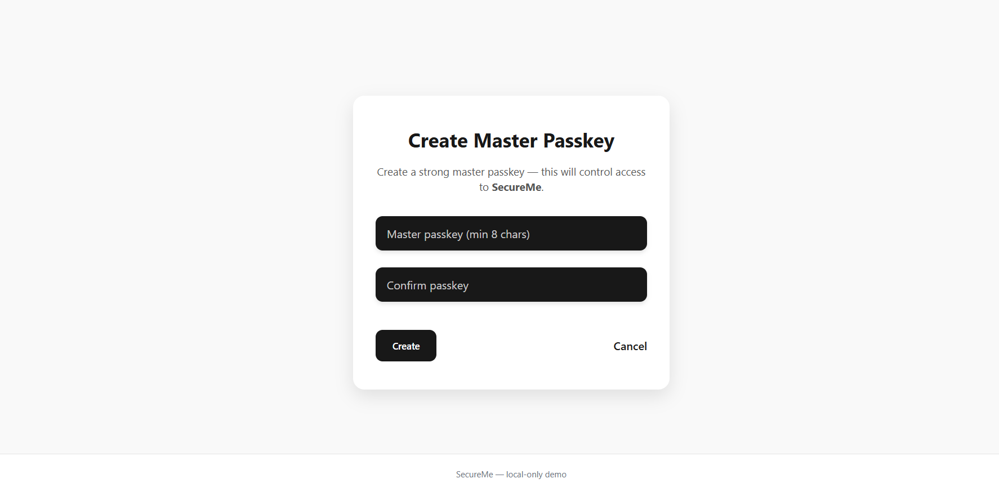 Create Master Passkey
Create a strong master passkey — this will control access
to SecureMe.
Master passkey (min 8 chars)
Confirm passkey
Create
Cancel
SecureMe — local-only demo